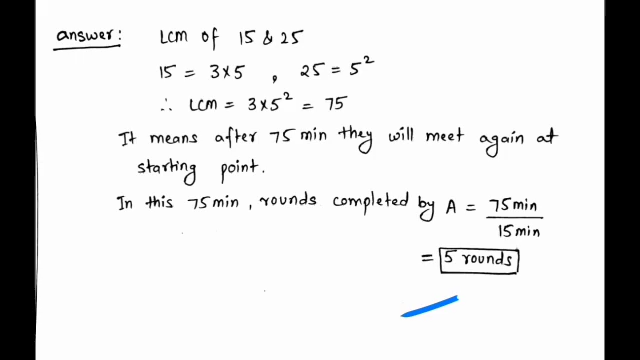 answer: LCM of 15 & 25
15 = 3×5 , 25 = 5²
∴ LCM = 3×5² = 75
It means after 75 min they will meet again at
starting point.
In this 75 min, rounds completed by A = 75 min / 15 min
= 5 rounds